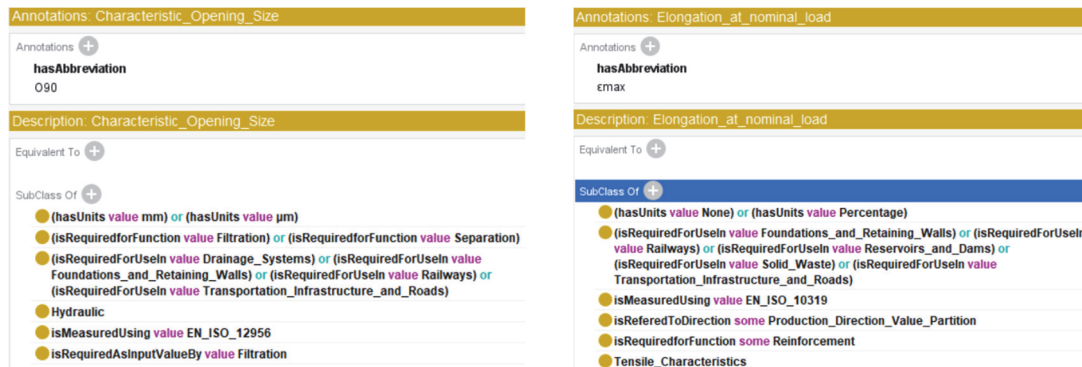 Annotations: Characteristic_Opening_Size
Annotations
hasAbbreviation
O90
Description: Characteristic_Opening_Size
Equivalent To
SubClass Of
(hasUnits value mm) or (hasUnits value µm)
(isRequiredforFunction value Filtration) or (isRequiredforFunction value Separation)
(isRequiredForUseIn value Drainage_Systems) or (isRequiredForUseIn value
Foundations_and_Retaining_Walls) or (isRequiredForUseIn value Railways) or
(isRequiredForUseIn value Transportation_Infrastructure_and_Roads)
Hydraulic
isMeasuredUsing value EN_ISO_12956
isRequiredAsInputValueBy value Filtration
Annotations: Elongation_at_nominal_load
Annotations
hasAbbreviation
εmax
Description: Elongation_at_nominal_load
Equivalent To
SubClass Of
(hasUnits value None) or (hasUnits value Percentage)
(isRequiredForUseIn value Foundations_and_Retaining_Walls) or (isRequiredForUseIn
value Railways) or (isRequiredForUseIn value Reservoirs_and_Dams) or
(isRequiredForUseIn value Solid_Waste) or (isRequiredForUseIn value
Transportation_Infrastructure_and_Roads)
isMeasuredUsing value EN_ISO_10319
isReferedToDirection some Production_Direction_Value_Partition
isRequiredforFunction some Reinforcement
Tensile_Characteristics